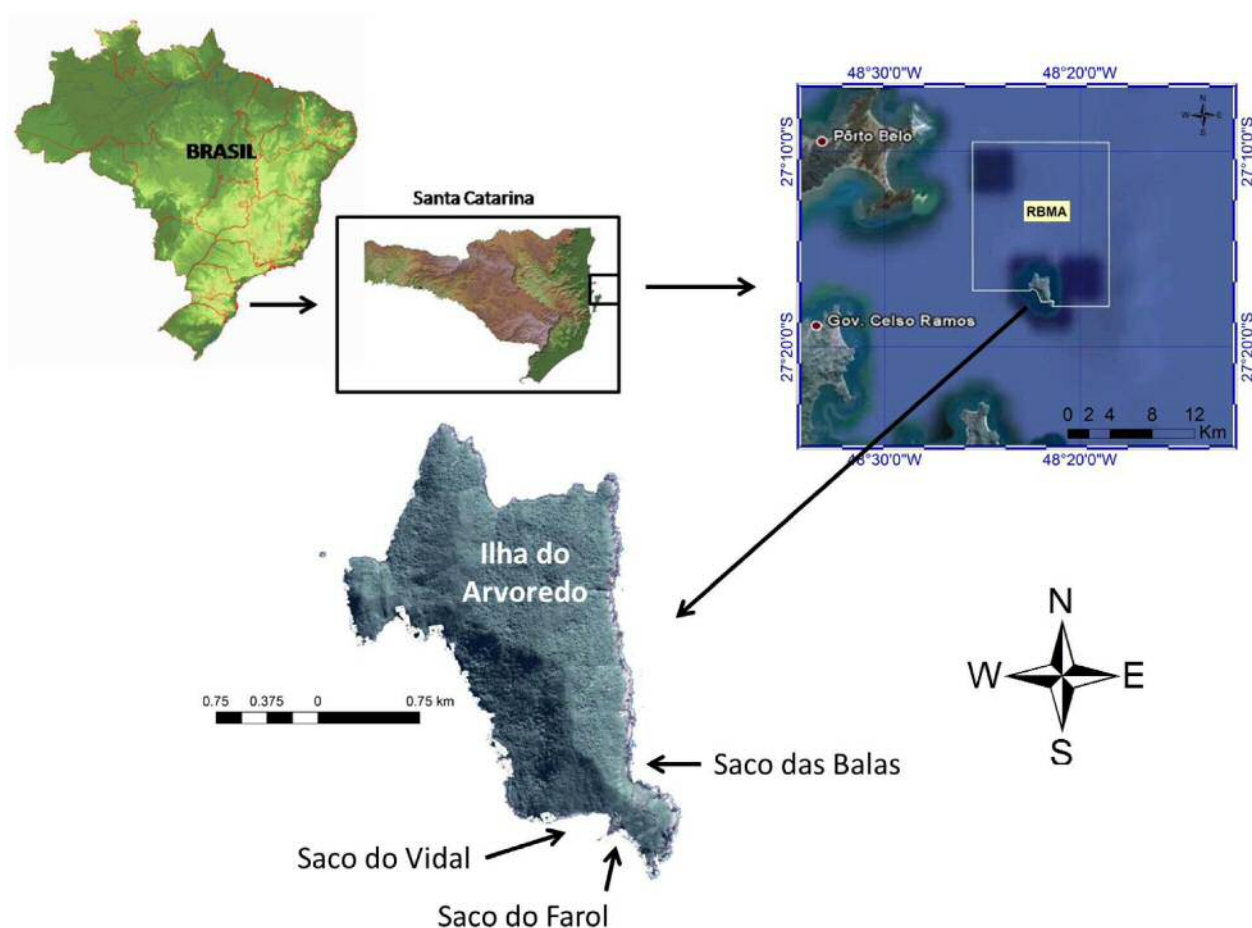 BRASIL
Santa Catarina
48°30'0"W
48°20'0"W
27°10'0"S
27°10'0"S
N
W
E
S
Pôrto Belo
RBMA
Gov. Celso Ramos
27°20'0"S
27°20'0"S
0 2 4 8 12
Km
48°30'0"W
48°20'0"W
Ilha do
Arvoredo
0.75 0.375 0 0.75 km
N
W
E
S
Saco das Balas
Saco do Vidal
Saco do Farol